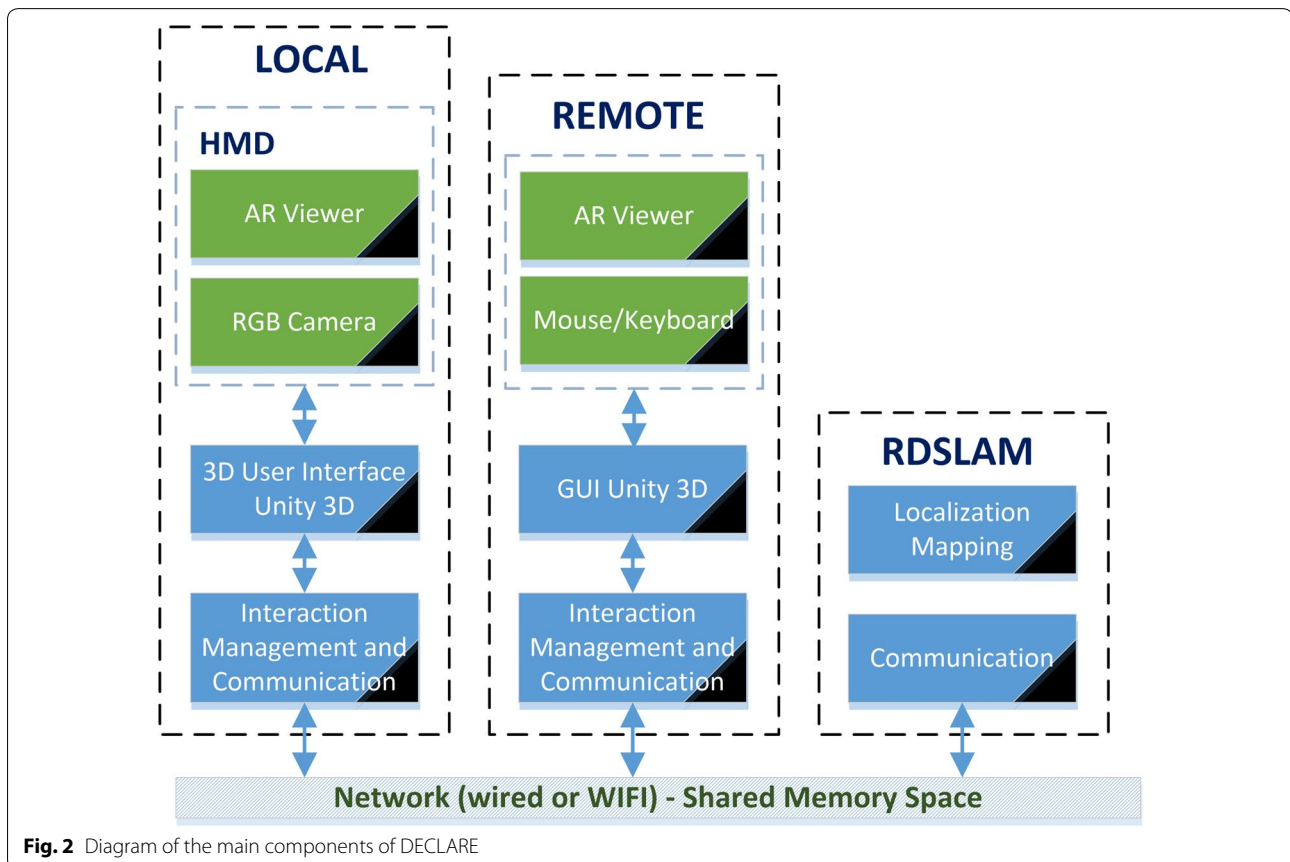 LOCAL
HMD
AR Viewer
RGB Camera
3D User Interface
Unity 3D
Interaction
Management and
Communication
REMOTE
AR Viewer
Mouse/Keyboard
GUI Unity 3D
Interaction
Management and
Communication
RDSLAM
Localization
Mapping
Communication
Network (wired or WIFI) - Shared Memory Space
Fig. 2 Diagram of the main components of DECLARE